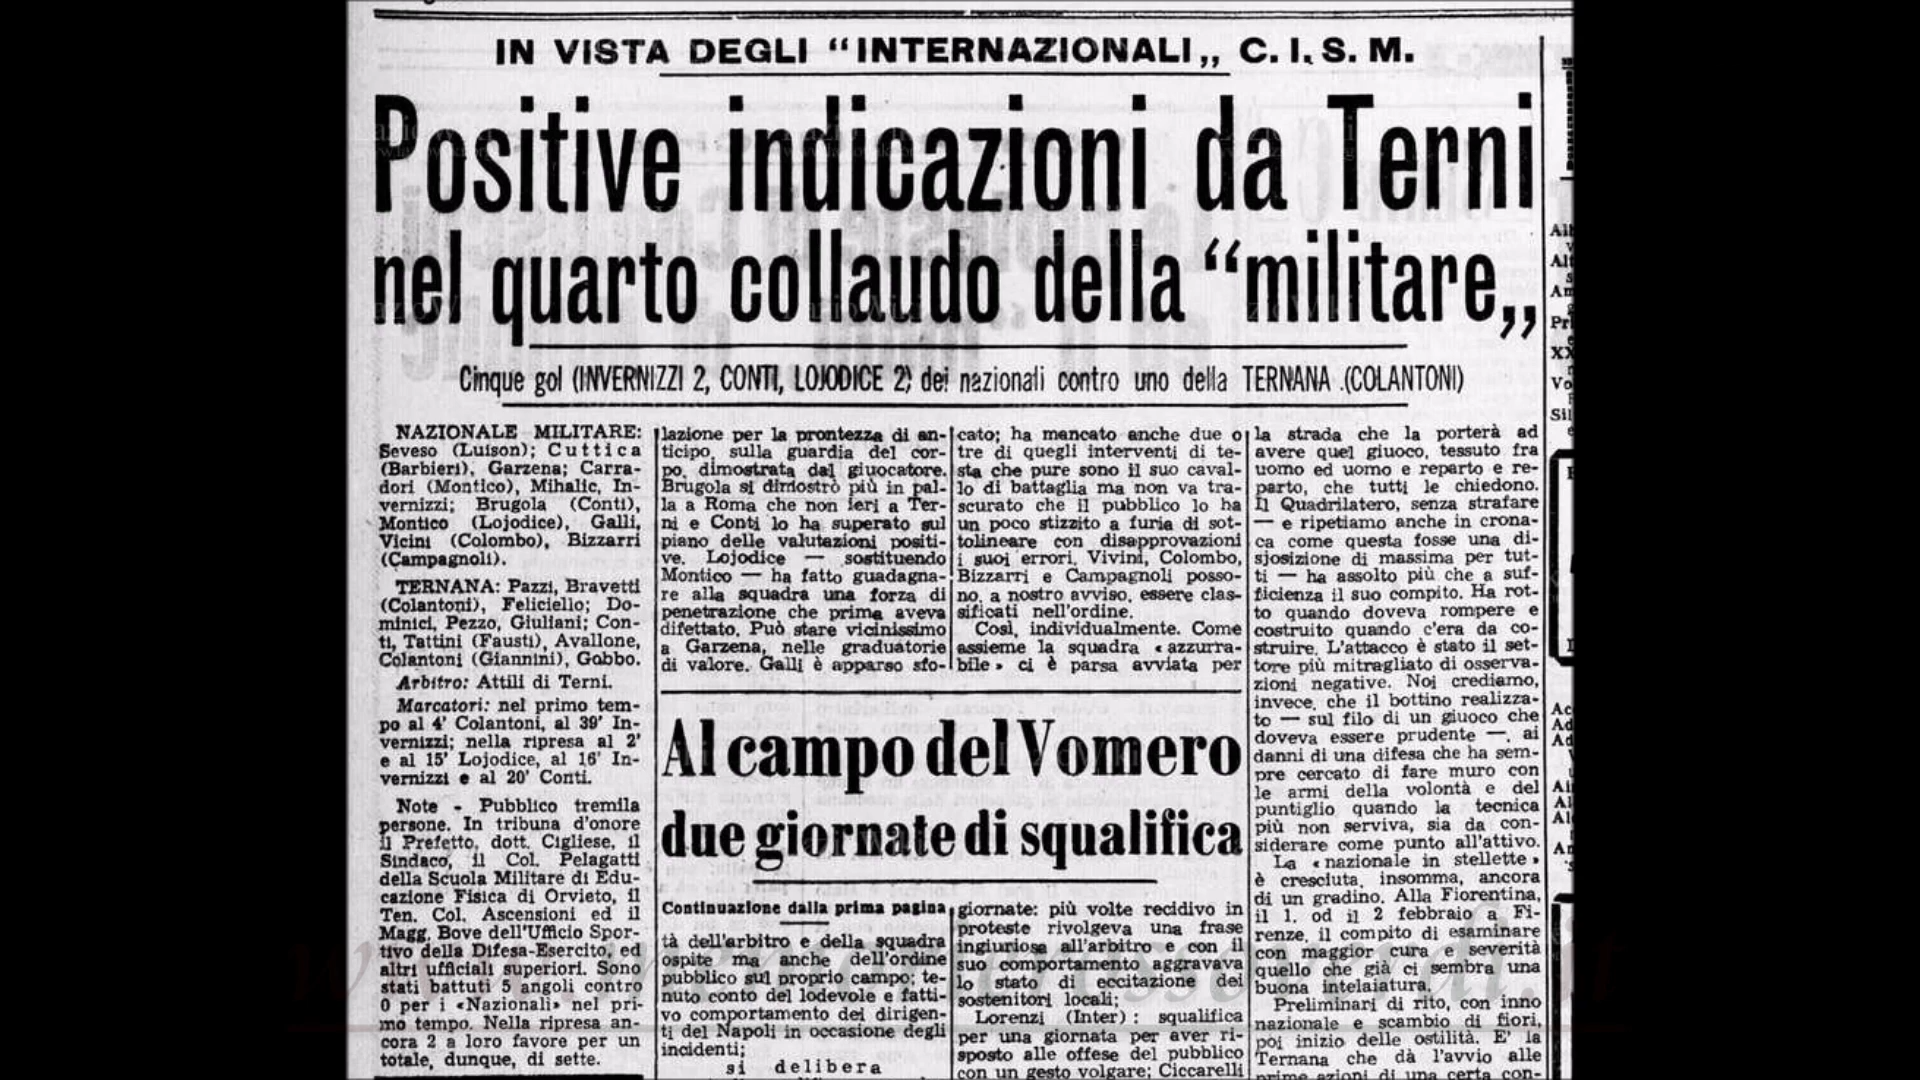 IN VISTA DEGLI “INTERNAZIONALI„ C. I. S. M.
Positive indicazioni da Terni
nel quarto collaudo della “militare„
Cinque gol (INVERNIZZI 2, CONTI, LOJODICE 2) dei nazionali contro uno della TERNANA .(COLANTONI)
NAZIONALE MILITARE:
Seveso (Luison); Cuttica
(Barbieri), Garzena; Carra-
dori (Montico), Mihalic, In-
vernizzi; Brugola (Conti),
Montico (Lojodice), Galli,
Vicini (Colombo), Bizzarri
(Campagnoli).
TERNANA: Pazzi, Bravetti
(Colantoni), Feliciello; Do-
minici, Pezzo, Giuliani; Con-
ti, Tattini (Fausti), Avallone,
Colantoni (Giannini), Gobbo.
Arbitro: Attili di Terni.
Marcatori: nel primo tem-
po al 4' Colantoni, al 39' In-
vernizzi; nella ripresa al 2'
e al 15' Lojodice, al 16' In-
vernizzi e al 20' Conti.
Note - Pubblico tremila
persone. In tribuna d'onore
il Prefetto, dott. Cigliese, il
Sindaco, il Col. Pelagatti
della Scuola Militare di Edu-
cazione Fisica di Orvieto, il
Ten. Col. Ascensioni ed il
Magg. Bove dell'Ufficio Spor-
tivo della Difesa-Esercito, ed
altri ufficiali superiori. Sono
stati battuti 5 angoli contro
0 per i «Nazionali» nel pri-
mo tempo. Nella ripresa an-
cora 2 a loro favore per un
totale, dunque, di sette.
lazione per la prontezza di an-
ticipo, sulla guardia del cor-
po, dimostrata dal giuocatore.
Brugola si dimostrò più in pal-
la a Roma che non ieri a Ter-
ni e Conti lo ha superato sul
piano delle valutazioni positi-
ve. Lojodice — sostituendo
Montico — ha fatto guadagna-
re alla squadra una forza di
penetrazione che prima aveva
difettato. Può stare vicinissimo
a Garzena, nelle graduatorie
di valore. Galli è apparso sfo-
cato; ha mancato anche due o
tre di quegli interventi di te-
sta che pure sono il suo caval-
lo di battaglia ma non va tra-
scurato che il pubblico lo ha
un poco stizzito a furia di sot-
tolineare con disapprovazioni
i suoi errori. Vivini, Colombo,
Bizzarri e Campagnoli posso-
no, a nostro avviso, essere clas-
sificati nell'ordine.
Così, individualmente. Come
assieme la squadra «azzurra-
bile» ci è parsa avviata per
la strada che la porterà ad
avere quel giuoco, tessuto fra
uomo ed uomo e reparto e re-
parto, che tutti le chiedono.
Il Quadrilatero, senza strafare
— e ripetiamo anche in crona-
ca come questa fosse una di-
sjosizione di massima per tut-
ti — ha assolto più che a suf-
ficienza il suo compito. Ha rot-
to quando doveva rompere e
costruito quando c'era da co-
struire. L'attacco è stato il set-
tore più mitragliato di osserva-
zioni negative. Noi crediamo,
invece, che il bottino realizza-
to — sul filo di un giuoco che
doveva essere prudente —, ai
danni di una difesa che ha sem-
pre cercato di fare muro con
le armi della volontà e del
puntiglio quando la tecnica
più non serviva, sia da con-
siderare come punto all'attivo.
La «nazionale in stellette»
è cresciuta, insomma, ancora
di un gradino. Alla Fiorentina,
il 1. od il 2 febbraio a Fi-
renze, il compito di esaminare
con maggior cura e severità
quello che già ci sembra una
buona intelaiatura.
Preliminari di rito, con inno
nazionale e scambio di fiori,
poi inizio delle ostilità. E' la
Ternana che dà l'avvio alle
prime azioni di una certa con-
Al campo del Vomero
due giornate di squalifica
Continuazione dalla prima pagina
tà dell'arbitro e della squadra
ospite ma anche dell'ordine
pubblico sul proprio campo; te-
nuto conto del lodevole e fatti-
vo comportamento dei dirigen-
ti del Napoli in occasione degli
incidenti;
si delibera
giornate: più volte recidivo in
proteste rivolgeva una frase
ingiuriosa all'arbitro e con il
suo comportamento aggravava
lo stato di eccitazione dei
sostenitori locali;
Lorenzi (Inter): squalifica
per una giornata per aver ri-
sposto alle offese del pubblico
con un gesto volgare; Ciccarelli